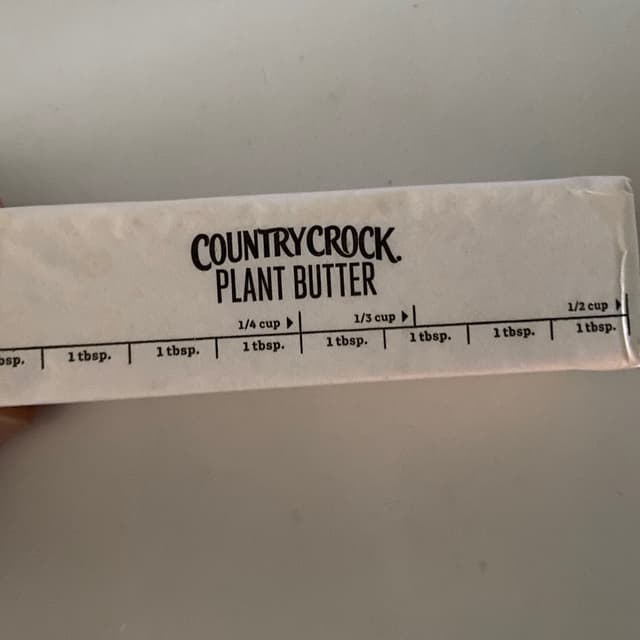 COUNTRY CROCK.
PLANT BUTTER
1/4 cup 1/3 cup 1/2 cup
1 tbsp. 1 tbsp. 1 tbsp. 1 tbsp. 1 tbsp. 1 tbsp. 1 tbsp.